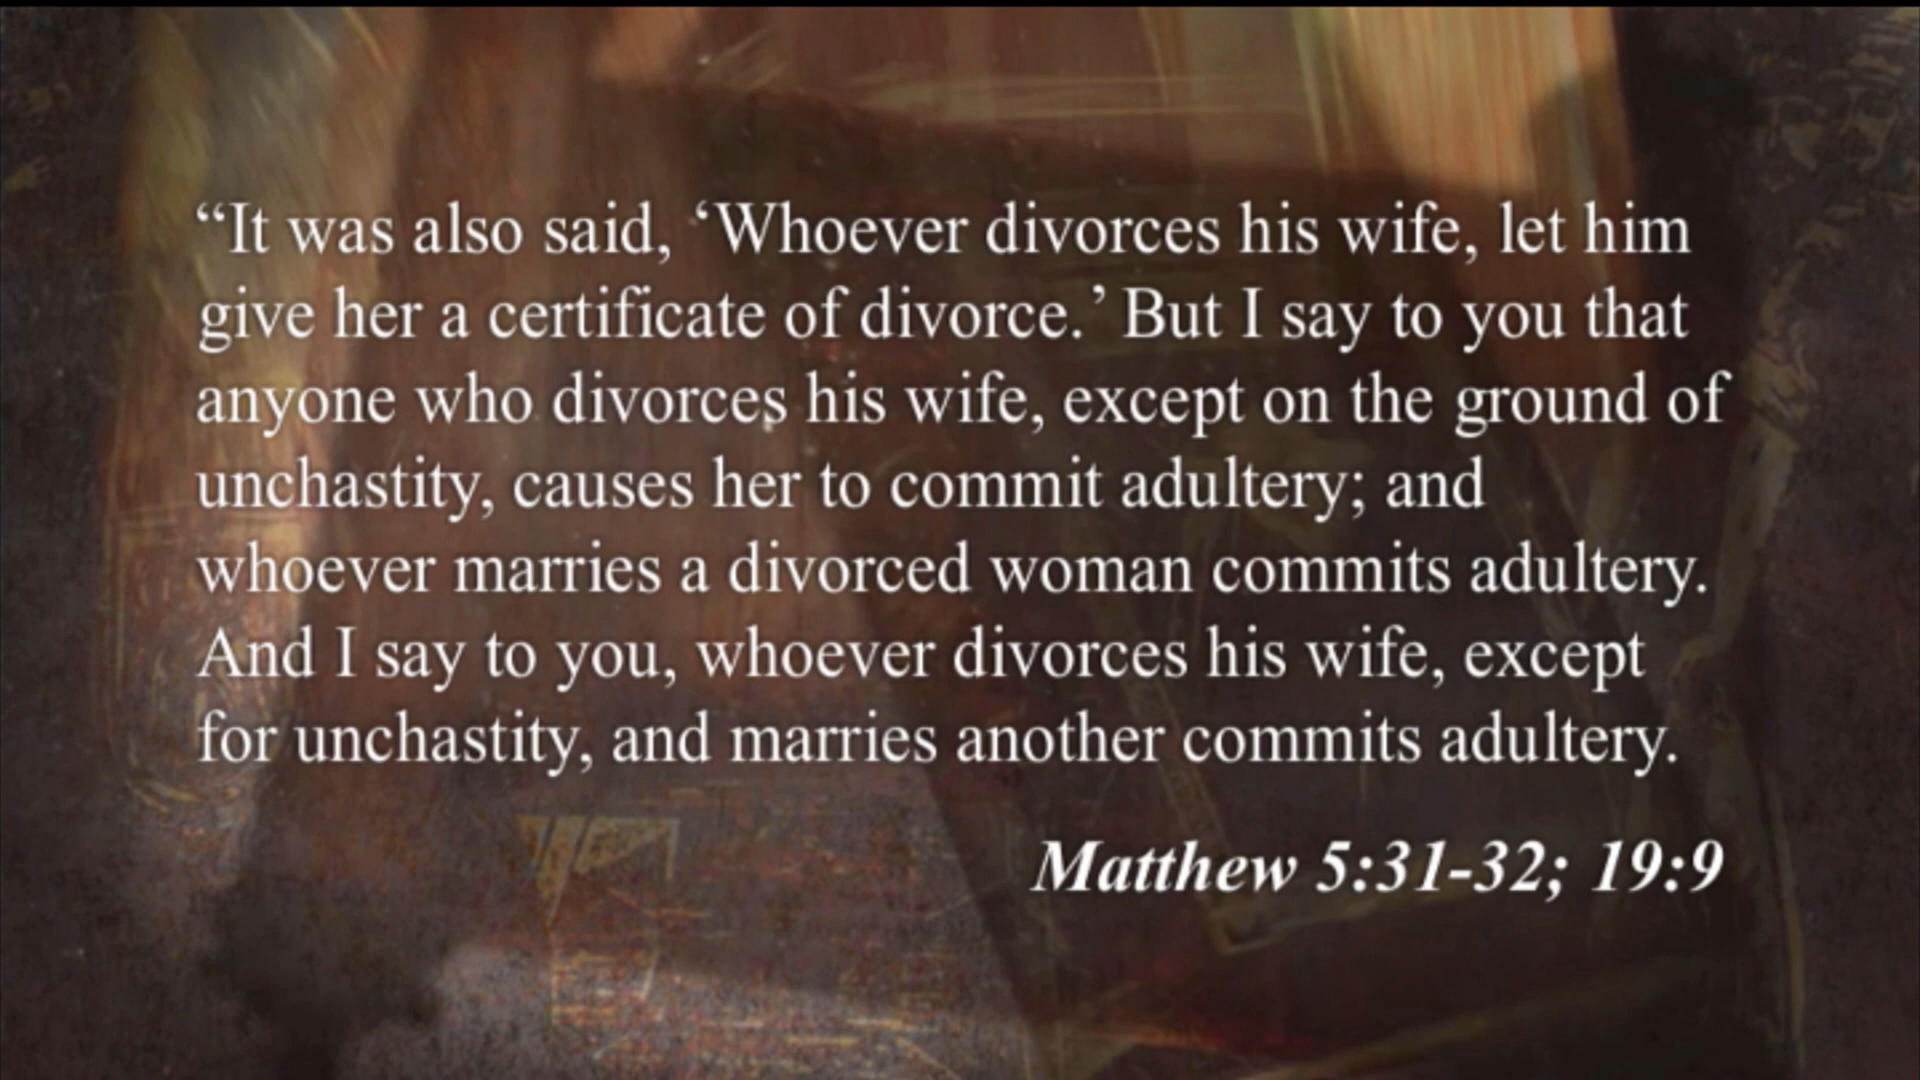 “It was also said, ‘Whoever divorces his wife, let him
give her a certificate of divorce.’ But I say to you that
anyone who divorces his wife, except on the ground of
unchastity, causes her to commit adultery; and
whoever marries a divorced woman commits adultery.
And I say to you, whoever divorces his wife, except
for unchastity, and marries another commits adultery.
Matthew 5:31-32; 19:9